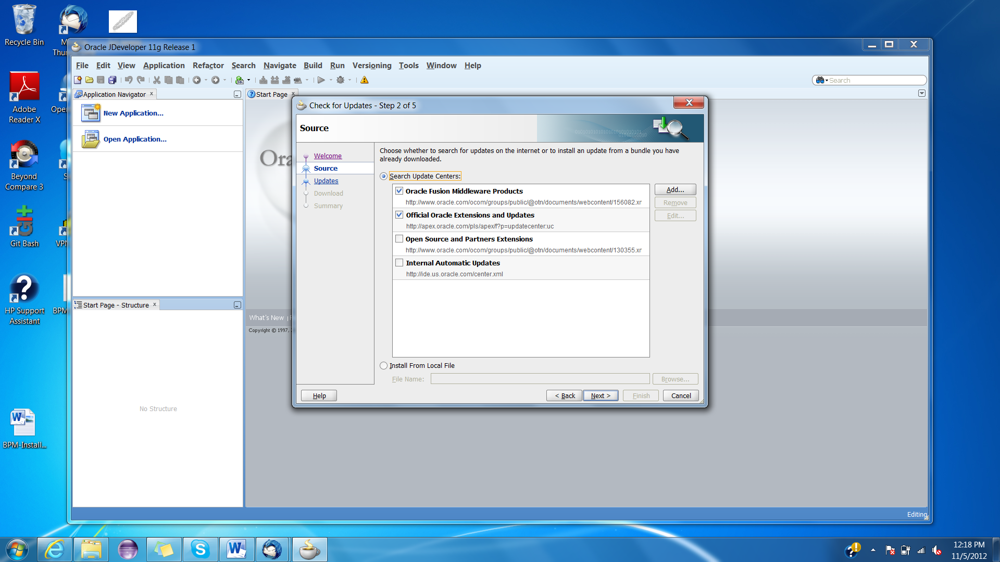 Recycle Bin
Adobe
Reader X
Beyond
Compare 3
Git Bash
HP Support
Assistant
BPM-Install...
Oracle JDeveloper 11g Release 1
File Edit View Application Refactor Search Navigate Build Run Versioning Tools Window Help
Search
Application Navigator
New Application...
Open Application...
Start Page
Start Page - Structure
No Structure
What's New
Copyright © 1997,
Check for Updates - Step 2 of 5
Source
Welcome
Source
Updates
Download
Summary
Choose whether to search for updates on the internet or to install an update from a bundle you have
already downloaded.
Search Update Centers:
Oracle Fusion Middleware Products
http://www.oracle.com/ocom/groups/public/@otn/documents/webcontent/156082.xr
Official Oracle Extensions and Updates
http://apex.oracle.com/pls/apex/f?p=updatecenter:uc
Open Source and Partners Extensions
http://www.oracle.com/ocom/groups/public/@otn/documents/webcontent/130355.xr
Internal Automatic Updates
http://ide.us.oracle.com/center.xml
Add...
Remove
Edit...
Install From Local File
File Name:
Browse...
Help
< Back
Next >
Finish
Cancel
Editing
12:18 PM
11/5/2012